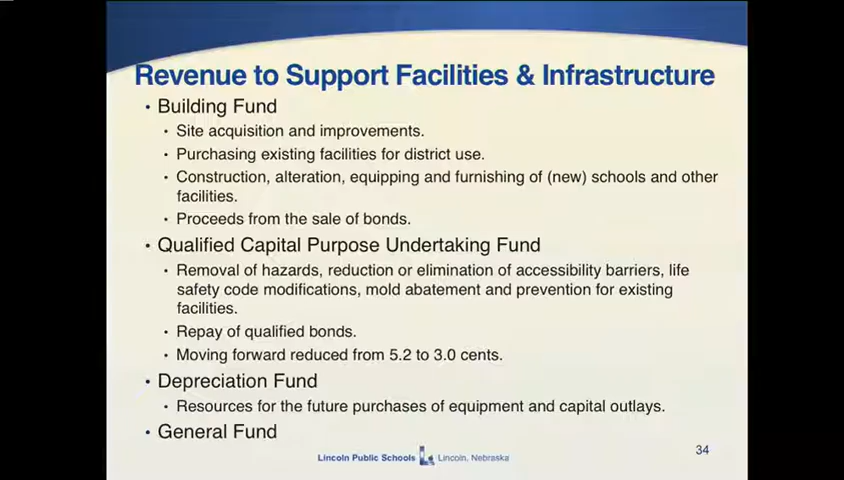 Revenue to Support Facilities & Infrastructure
• Building Fund
• Site acquisition and improvements.
• Purchasing existing facilities for district use.
• Construction, alteration, equipping and furnishing of (new) schools and other
facilities.
• Proceeds from the sale of bonds.
• Qualified Capital Purpose Undertaking Fund
• Removal of hazards, reduction or elimination of accessibility barriers, life
safety code modifications, mold abatement and prevention for existing
facilities.
• Repay of qualified bonds.
• Moving forward reduced from 5.2 to 3.0 cents.
• Depreciation Fund
• Resources for the future purchases of equipment and capital outlays.
• General Fund
Lincoln Public Schools Lincoln, Nebraska
34